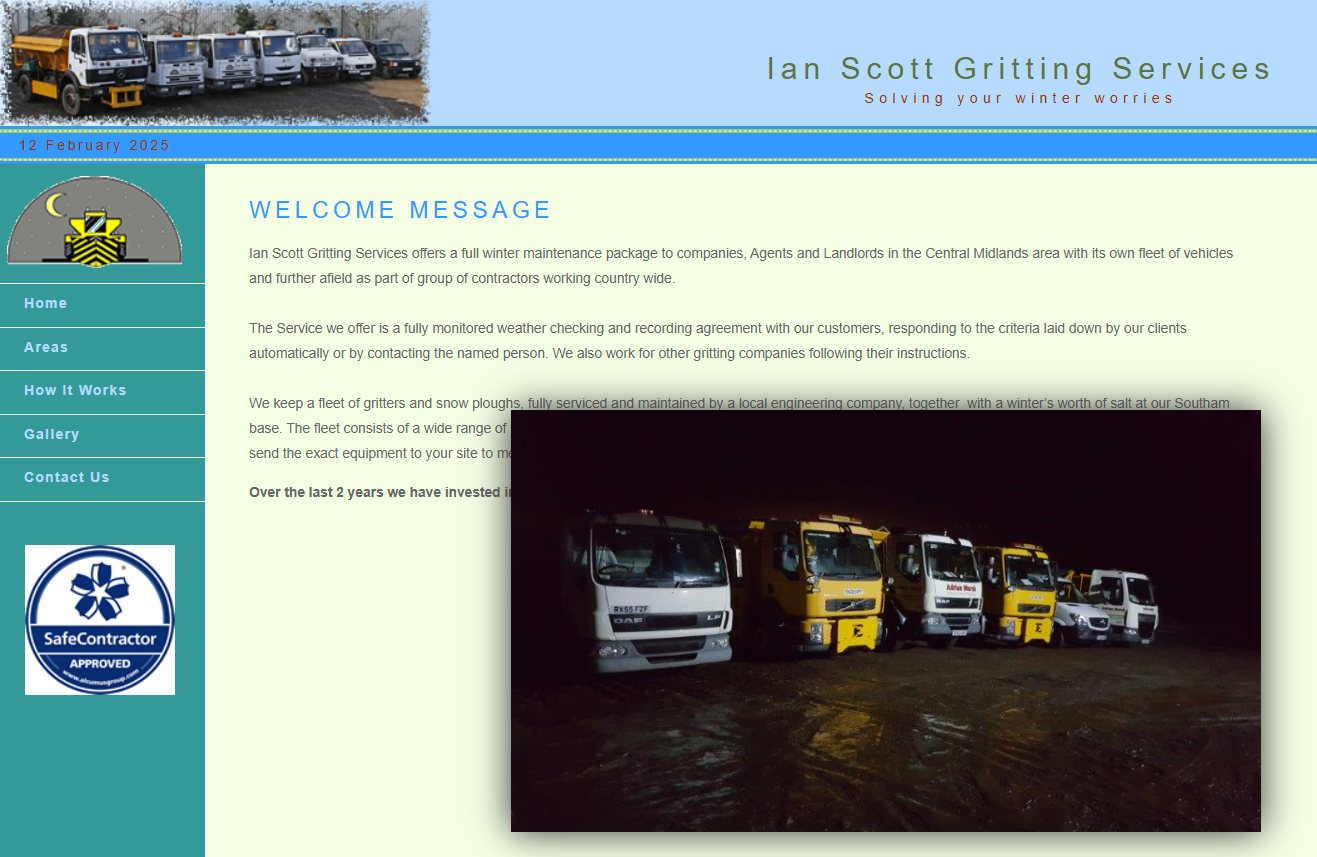 Ian Scott Gritting Services
Solving your winter worries
12 February 2025
Home
Areas
How It Works
Gallery
Contact Us
SafeContractor
APPROVED
www.alcumusgroup.com
WELCOME MESSAGE
Ian Scott Gritting Services offers a full winter maintenance package to companies, Agents and Landlords in the Central Midlands area with its own fleet of vehicles
and further afield as part of group of contractors working country wide.
The Service we offer is a fully monitored weather checking and recording agreement with our customers, responding to the criteria laid down by our clients
automatically or by contacting the named person. We also work for other gritting companies following their instructions.
We keep a fleet of gritters and snow ploughs, fully serviced and maintained by a local engineering company, together with a winter's worth of salt at our Southam
base. The fleet consists of a wide range of
send the exact equipment to your site to
Over the last 2 years we have invested
RX55 FZF
DAF LF
Adrian Marsh
DAF